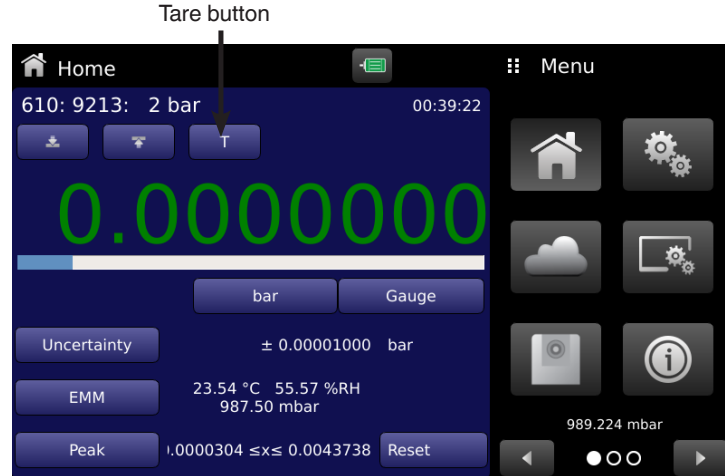 Tare button
Home
Menu
610: 9213: 2 bar
00:39:22
T
0.0000000
bar
Gauge
Uncertainty
± 0.00001000 bar
EMM
23.54 °C 55.57 %RH
987.50 mbar
Peak
.0000304 ≤x≤ 0.0043738
Reset
989.224 mbar